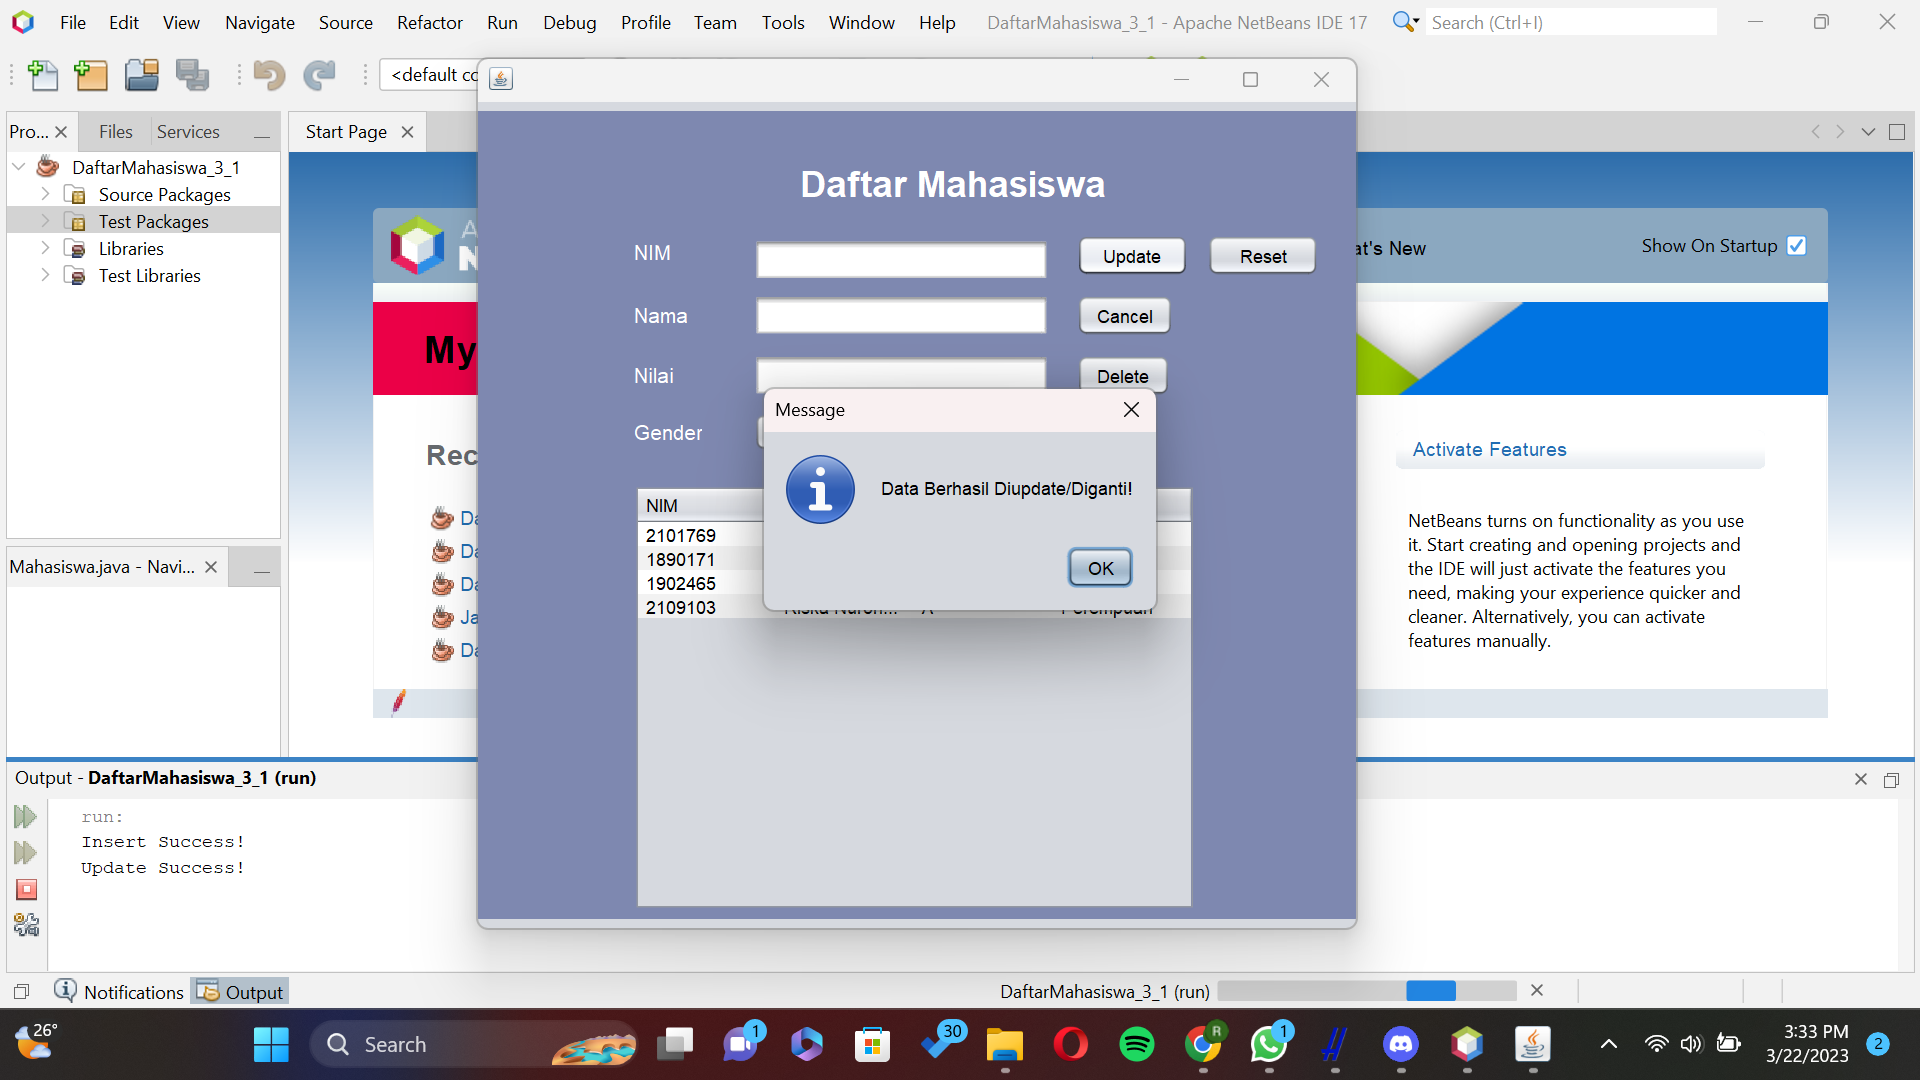 File Edit View Navigate Source Refactor Run Debug Profile Team Tools Window Help DaftarMahasiswa_3_1 - Apache NetBeans IDE 17 Search (Ctrl+I)
<default co
Pro... Files Services
Start Page
DaftarMahasiswa_3_1
Source Packages
Test Packages
Libraries
Test Libraries
Daftar Mahasiswa
NIM Update Reset
Nama Cancel
Nilai Delete
Gender
Message
Data Berhasil Diupdate/Diganti!
OK
NIM
2101769
1890171
1902465
2109103
at's New Show On Startup
My
Rec
Da
Da
Da
Ja
Da
Activate Features
NetBeans turns on functionality as you use
it. Start creating and opening projects and
the IDE will just activate the features you
need, making your experience quicker and
cleaner. Alternatively, you can activate
features manually.
Mahasiswa.java - Navi...
Output - DaftarMahasiswa_3_1 (run)
run:
Insert Success!
Update Success!
Notifications Output DaftarMahasiswa_3_1 (run)
26°
Search
1
30
R
1
3:33 PM
3/22/2023
2